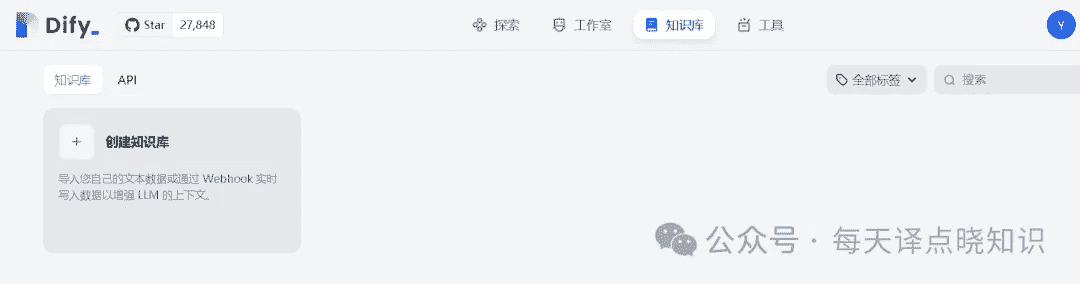 Dify_ Star 27,848 探索 工作室 知识库 工具 Y
知识库 API 全部标签 搜索
+ 创建知识库
导入您自己的文本数据或通过 Webhook 实时
写入数据以增强 LLM 的上下文。
公众号 · 每天译点晓知识